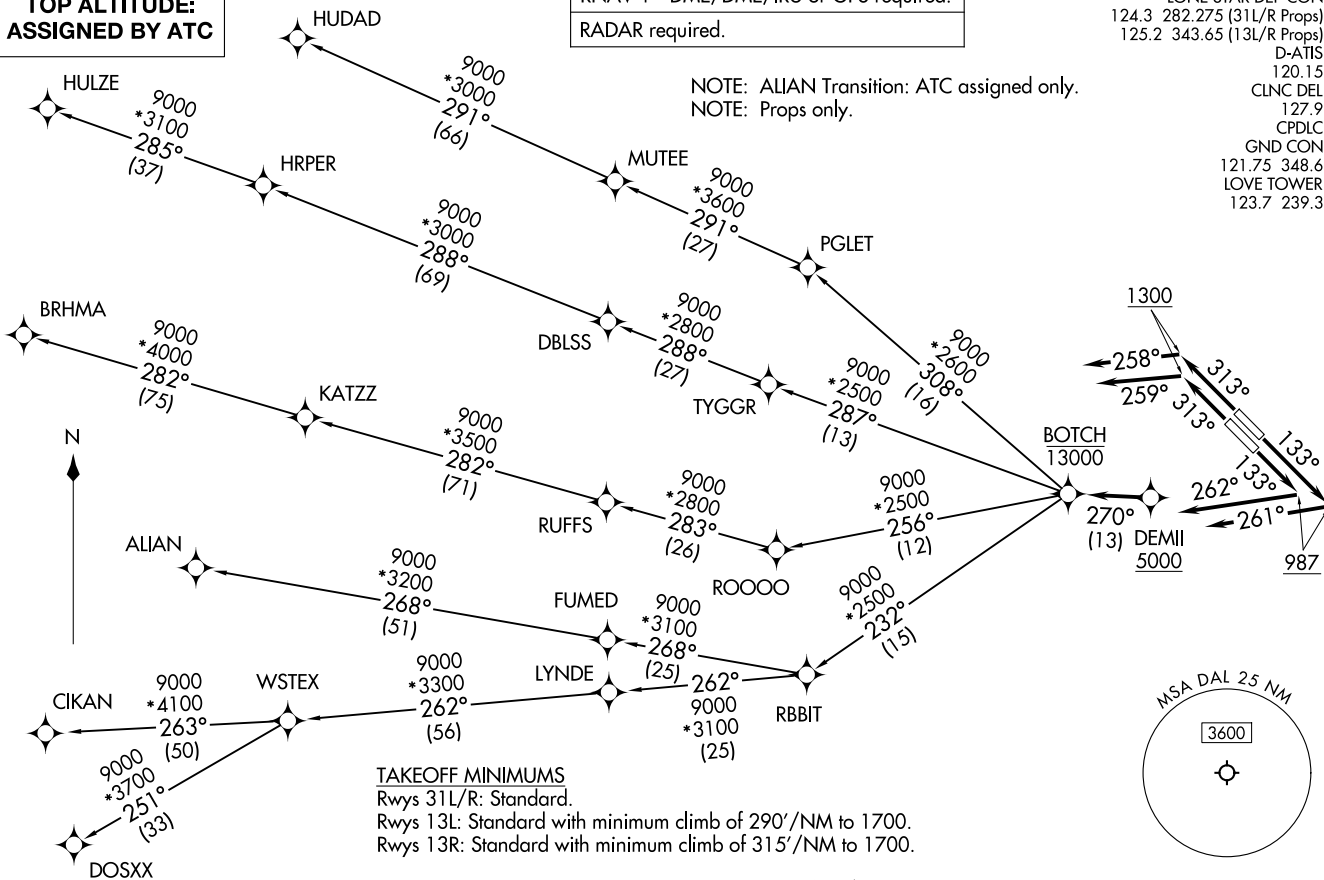 TOP ALTITUDE:
ASSIGNED BY ATC
RNAV 1 - DME/DME/IRU or GPS required.
RADAR required.
LONE STAR DEP CON
124.3 282.275 (31L/R Props)
125.2 343.65 (13L/R Props)
D-ATIS
120.15
CLNC DEL
127.9
CPDLC
GND CON
121.75 348.6
LOVE TOWER
123.7 239.3
NOTE: ALIAN Transition: ATC assigned only.
NOTE: Props only.
HUDAD
9000
*3000
291°
(66)
MUTEE
9000
*3600
291°
(27)
PGLET
9000
*2600
308°
(16)
HULZE
9000
*3100
285°
(37)
HRPER
9000
*3000
288°
(69)
DBLSS
9000
*2800
288°
(27)
TYGGR
9000
*2500
287°
(13)
BRHMA
9000
*4000
282°
(75)
KATZZ
9000
*3500
282°
(71)
RUFFS
9000
*2800
283°
(26)
ROOOO
9000
*2500
256°
(12)
BOTCH
13000
270°
(13)
DEMII
5000
1300
258°
259°
313°
313°
133°
133°
262°
261°
987
N
ALIAN
9000
*3200
268°
(51)
FUMED
9000
*3100
268°
(25)
9000
*2500
232°
(15)
RBBIT
262°
9000
*3100
(25)
LYNDE
9000
*3300
262°
(56)
WSTEX
9000
*4100
263°
(50)
CIKAN
9000
*3700
251°
(33)
DOSXX
MSA DAL 25 NM
3600
TAKEOFF MINIMUMS
Rwys 31L/R: Standard.
Rwys 13L: Standard with minimum climb of 290'/NM to 1700.
Rwys 13R: Standard with minimum climb of 315'/NM to 1700.